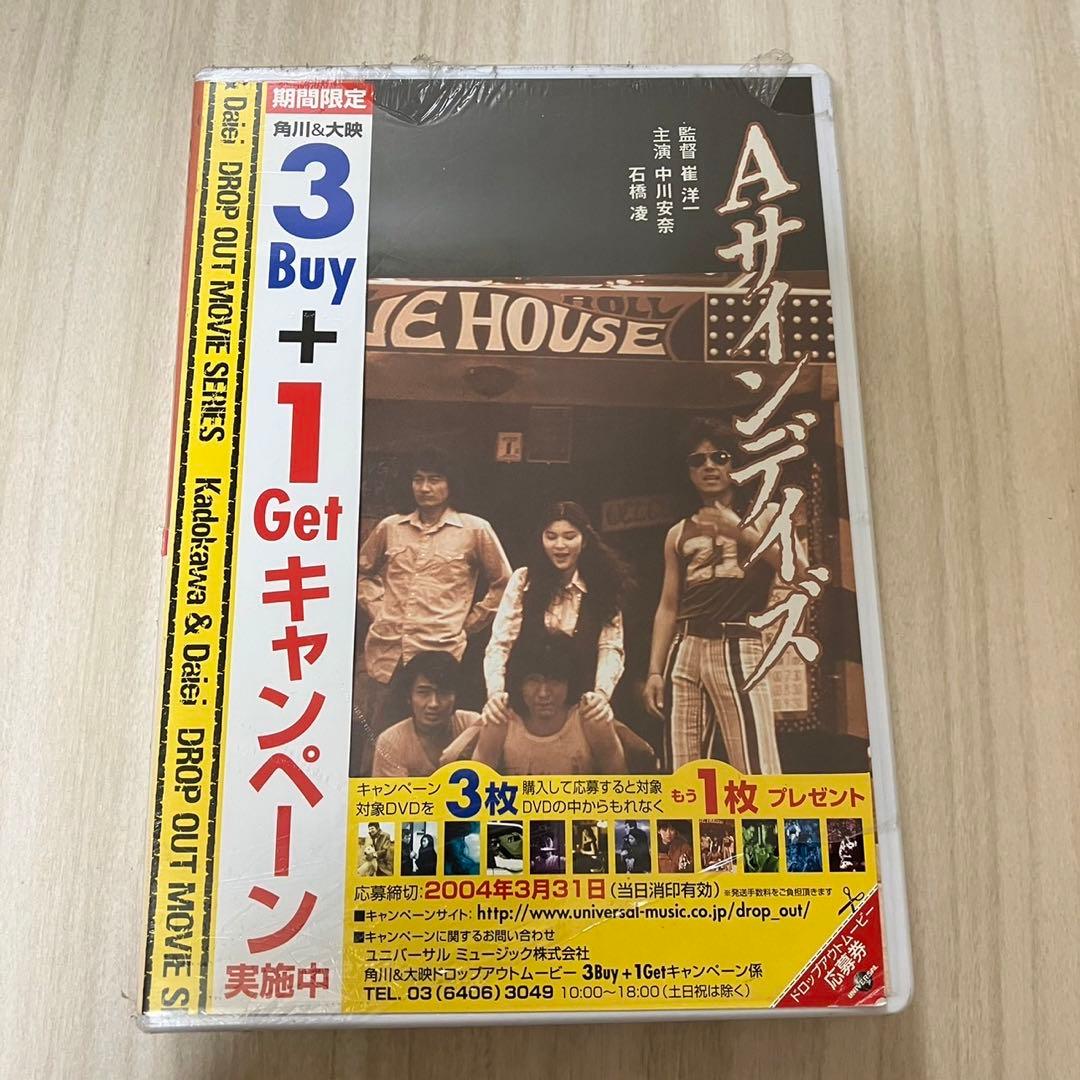 & Daiei DROP OUT MOVIE SERIES Kadokawa & Daiei DROP OUT MOVIE S
期間限定
角川&大映
3
Buy
+
1
Get
キャンペーン
実施中
Aサインデイズ
監督 崔 洋一
主演 中川安奈
石橋 凌
VE HOUSE
ROLL
21
キャンペーン
対象DVDを
3枚
購入して応募すると対象
DVDの中からもれなく
もう1枚 プレゼント
応募締切:2004年3月31日(当日消印有効)※発送手数料をご負担頂きます
■キャンペーンサイト:http://www.universal-music.co.jp/drop_out/
■キャンペーンに関するお問い合わせ
ユニバーサル ミュージック株式会社
角川&大映ドロップアウトムービー 3Buy+1Getキャンペーン係
TEL. 03(6406)3049 10:00〜18:00(土日祝は除く)
ドロップアウトムービー
応募券
UNIVERSAL